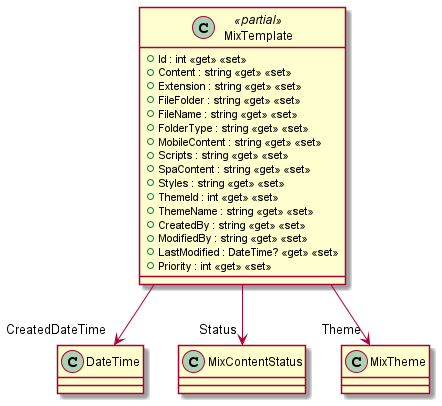 «partial»
C MixTemplate
Id : int «get» «set»
Content : string «get» «set»
Extension : string «get» «set»
FileFolder : string «get» «set»
FileName : string «get» «set»
FolderType : string «get» «set»
MobileContent : string «get» «set»
Scripts : string «get» «set»
SpaContent : string «get» «set»
Styles : string «get» «set»
ThemeId : int «get» «set»
ThemeName : string «get» «set»
CreatedBy : string «get» «set»
ModifiedBy : string «get» «set»
LastModified : DateTime? «get» «set»
Priority : int «get» «set»
CreatedDateTime Status Theme
C DateTime C MixContentStatus C MixTheme